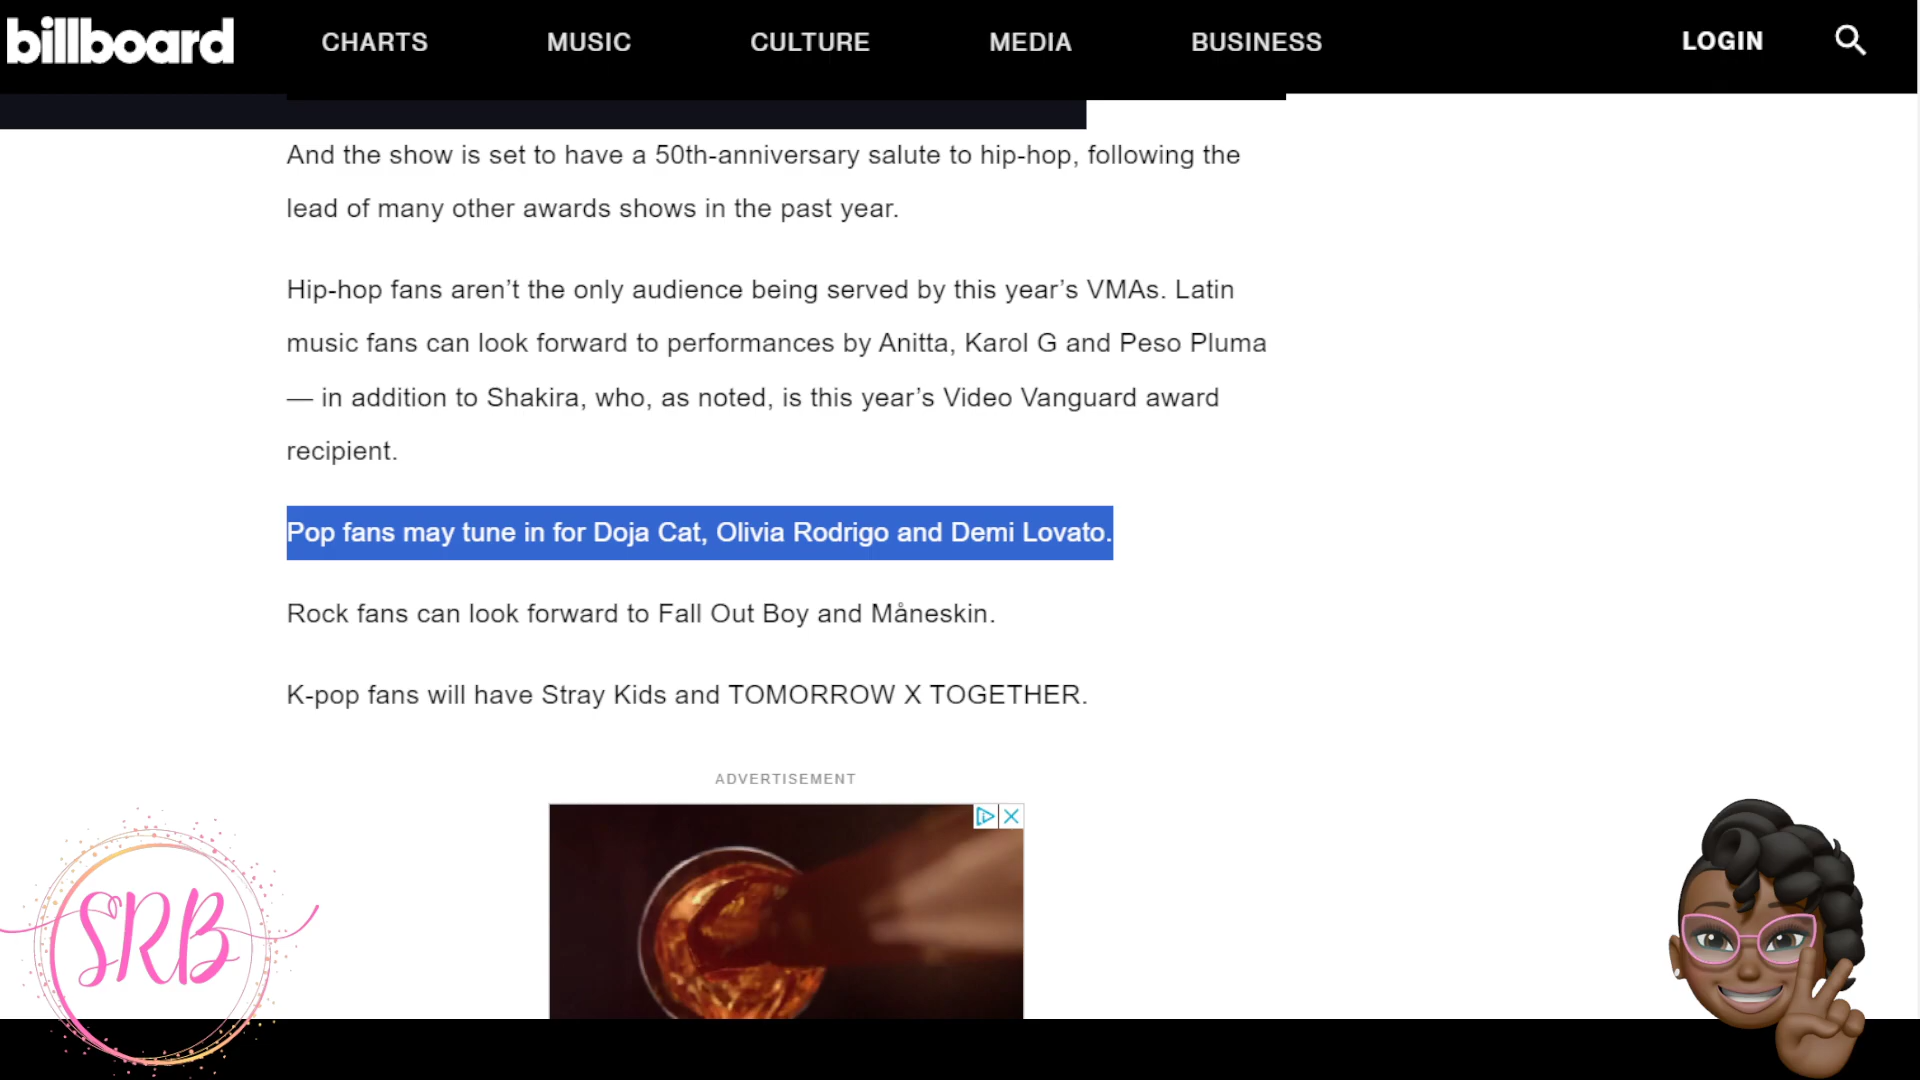 billboard
CHARTS
MUSIC
CULTURE
MEDIA
BUSINESS
LOGIN
And the show is set to have a 50th-anniversary salute to hip-hop, following the
lead of many other awards shows in the past year.
Hip-hop fans aren’t the only audience being served by this year’s VMAs. Latin
music fans can look forward to performances by Anitta, Karol G and Peso Pluma
— in addition to Shakira, who, as noted, is this year’s Video Vanguard award
recipient.
Pop fans may tune in for Doja Cat, Olivia Rodrigo and Demi Lovato.
Rock fans can look forward to Fall Out Boy and Måneskin.
K-pop fans will have Stray Kids and TOMORROW X TOGETHER.
ADVERTISEMENT
SRB